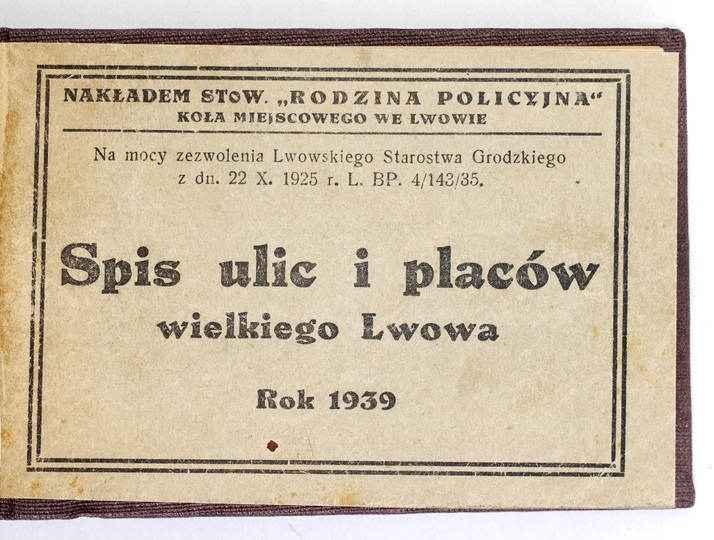 NAKŁADEM STOW. „RODZINA POLICYJNA“
KOŁA MIEJSCOWEGO WE LWOWIE
Na mocy zezwolenia Lwowskiego Starostwa Grodzkiego
z dn. 22 X. 1925 r. L. BP. 4/143/35.
Spis ulic i placów
wielkiego Lwowa
Rok 1939